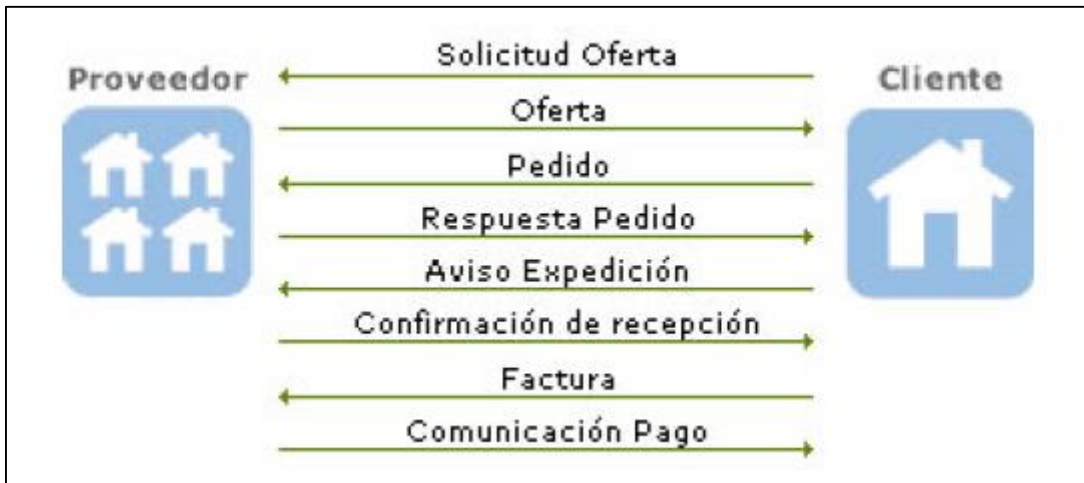 Solicitud Oferta
Proveedor
Cliente
Oferta
Pedido
Respuesta Pedido
Aviso Expedición
Confirmación de recepción
Factura
Comunicación Pago